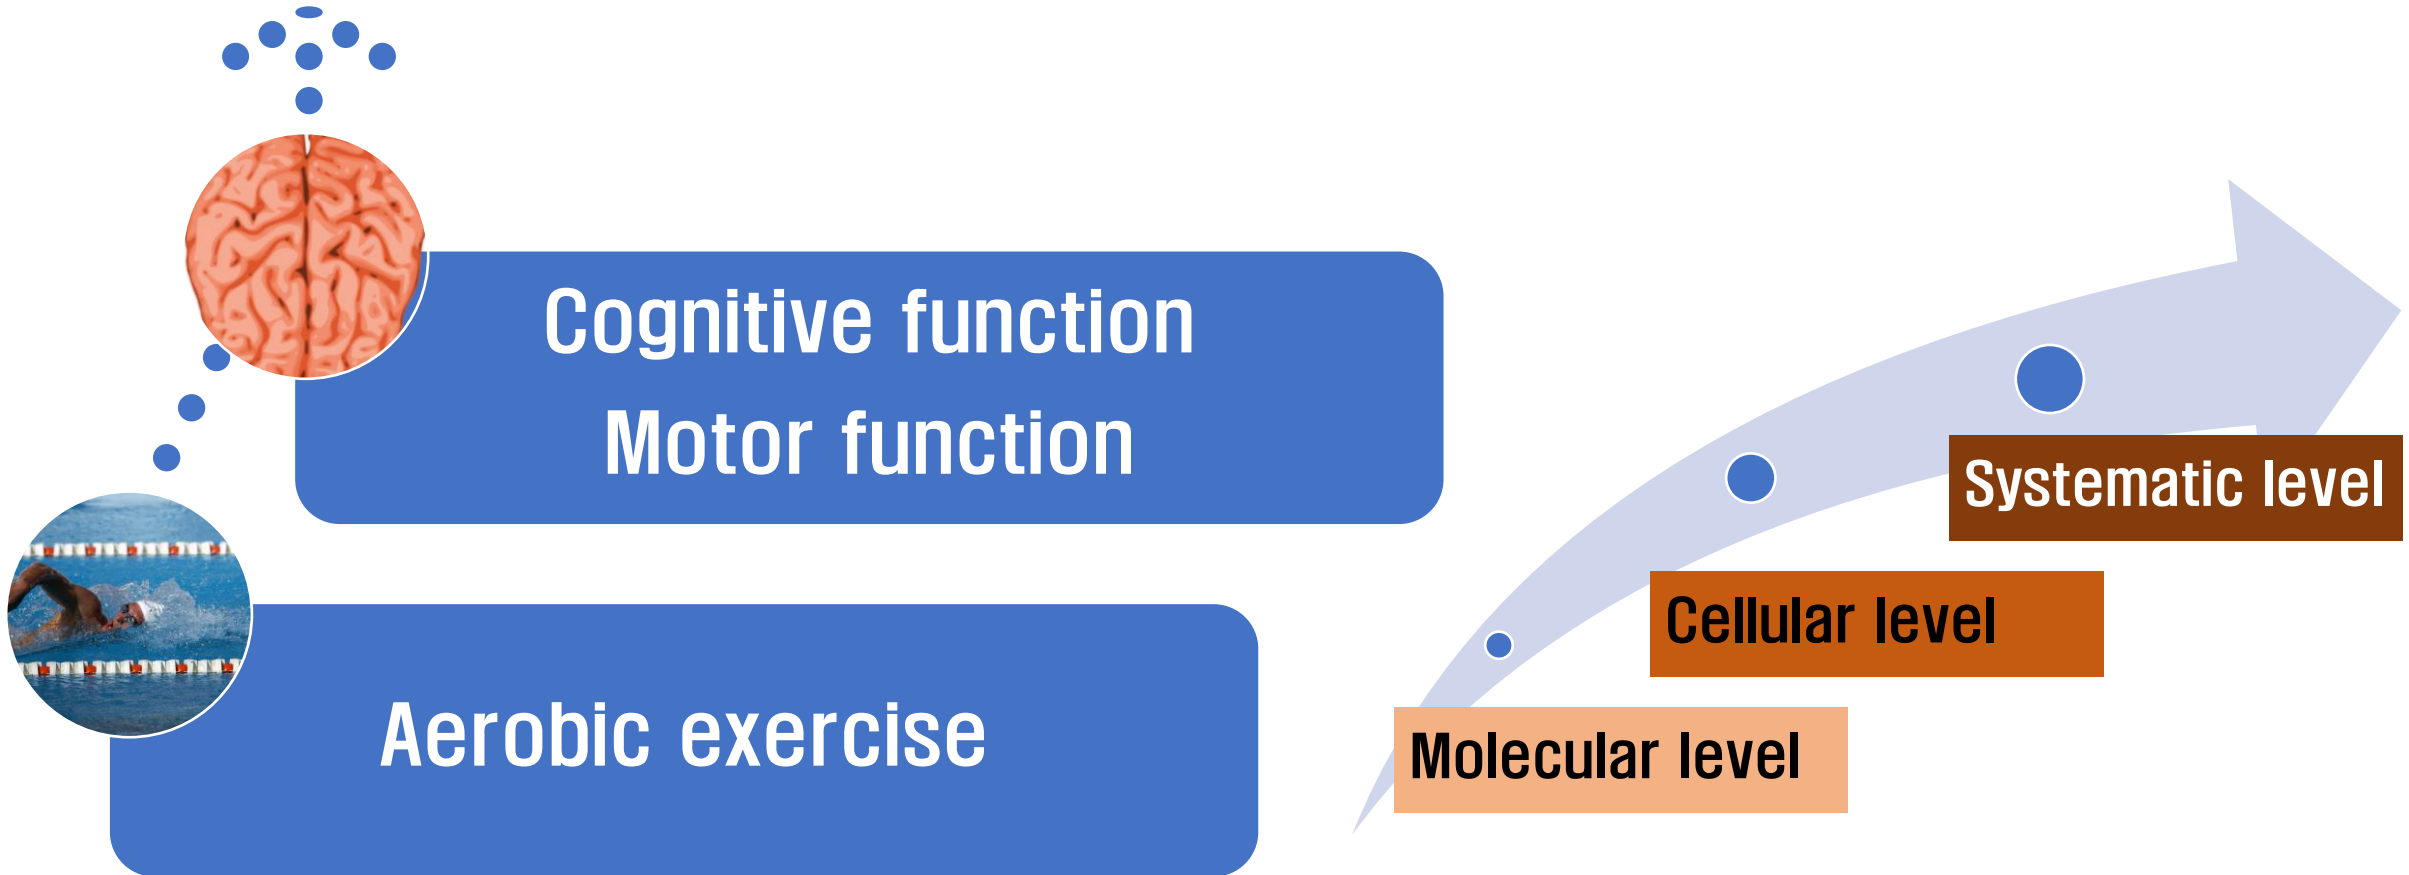 Cognitive function
Motor function
Aerobic exercise
Systematic level
Cellular level
Molecular level